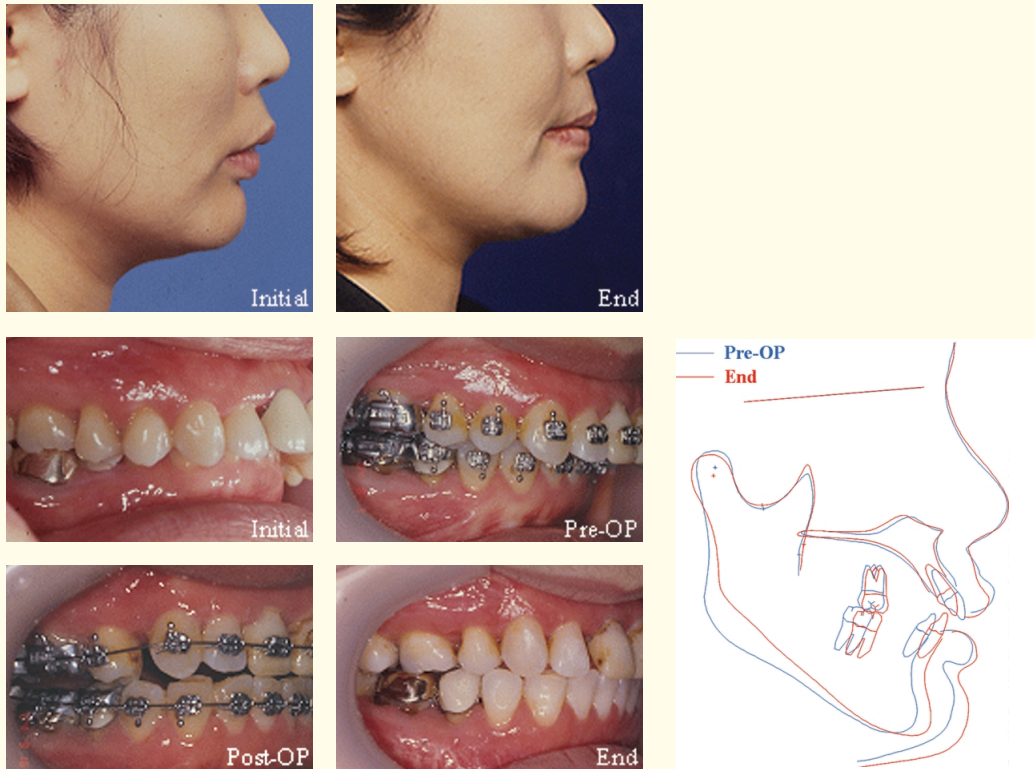 Initial
End
Initial
Pre-OP
Pre-OP
End
Post-OP
End